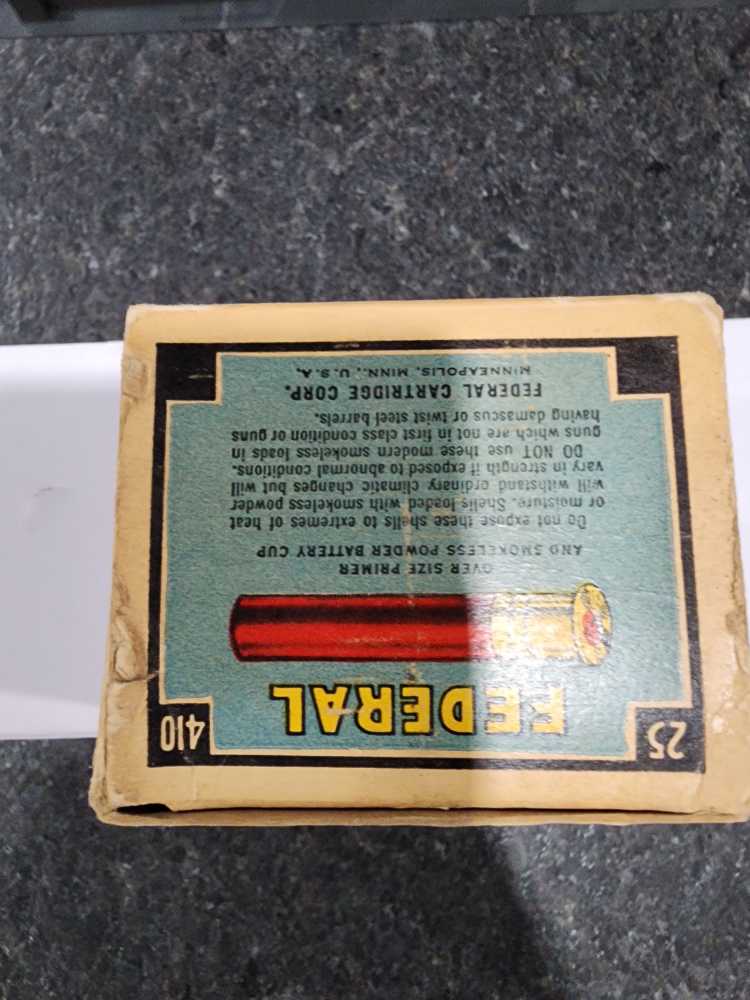 25
410
FEDERAL
OVER SIZE PRIMER
AND SMOKELESS POWDER BATTERY CUP
Do not expose these shells to extremes of heat
or moisture. Shells loaded with smokeless powder
will withstand ordinary climatic changes but will
vary in strength if exposed to abnormal conditions.
DO NOT use these modern smokeless loads in
guns which are not in first class condition or guns
having damascus or twist steel barrels.
FEDERAL CARTRIDGE CORP.
MINNEAPOLIS, MINN., U.S.A.